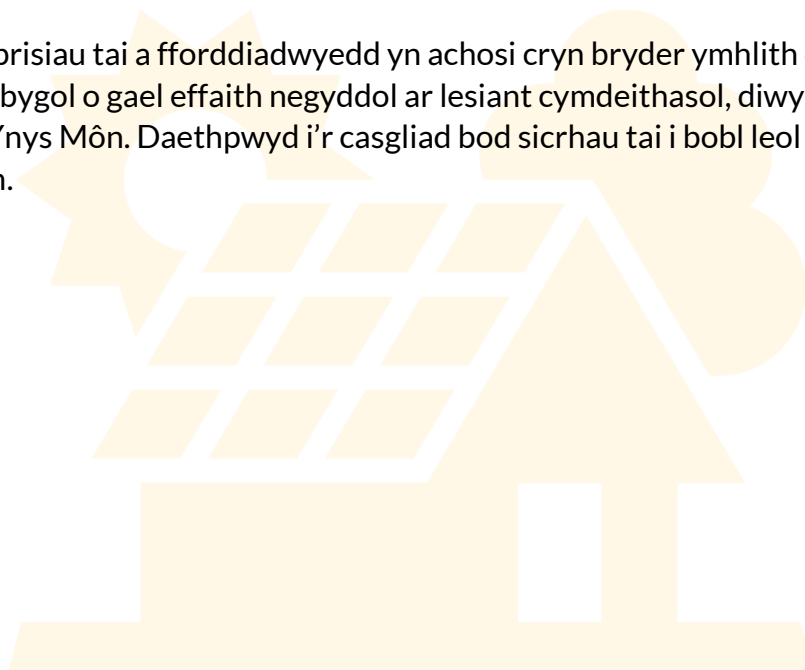 prisiau tai a fforddiadwyedd yn achosi cryn bryder ymhlith
bygol o gael effaith negyddol ar lesiant cymdeithasol, diwy
Ynys Môn. Daethpwyd i’r casgliad bod sicrhau tai i bobl leol